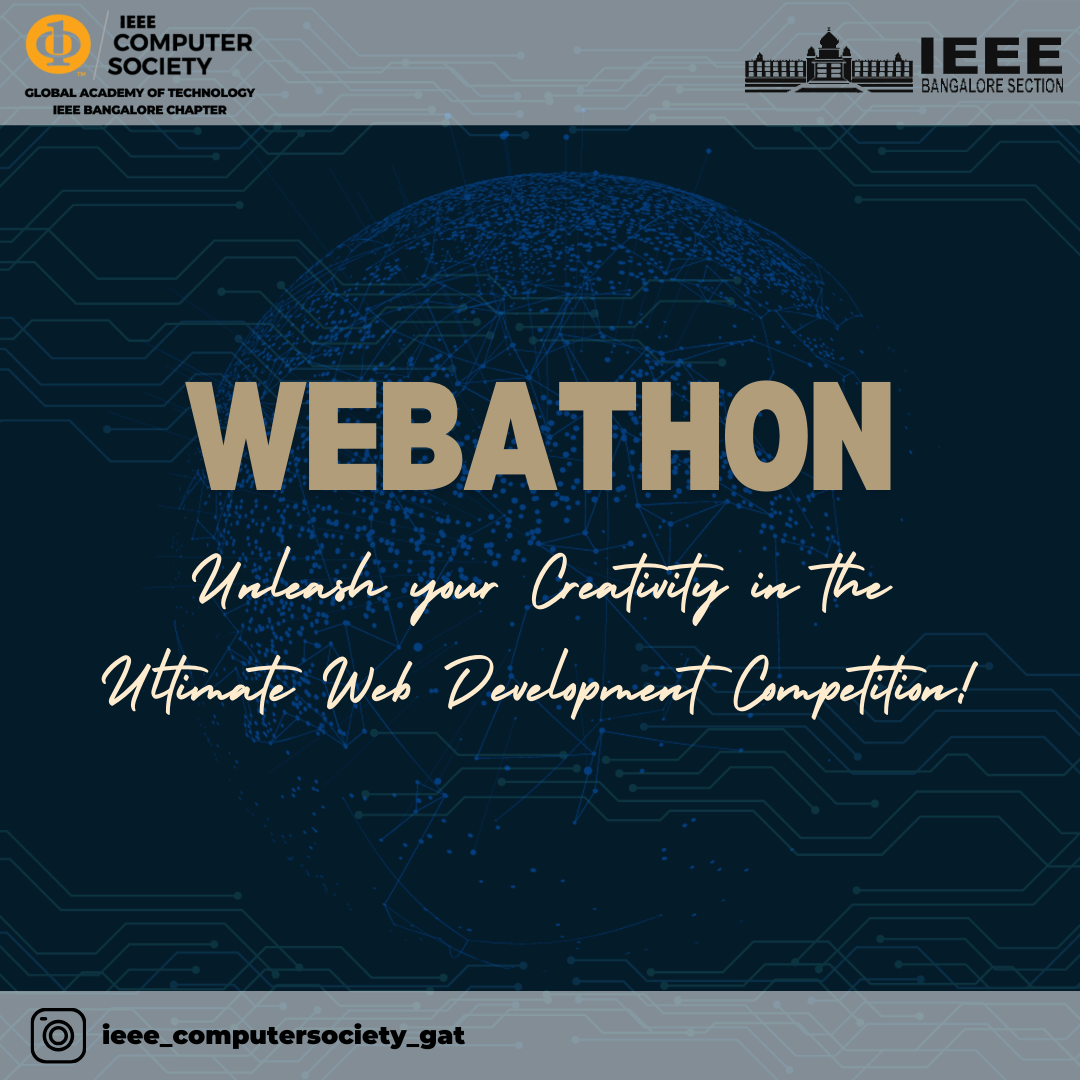 IEEE
COMPUTER
SOCIETY
GLOBAL ACADEMY OF TECHNOLOGY
IEEE BANGALORE CHAPTER
IEEE
BANGALORE SECTION
WEBATHON
Unleash your Creativity in the
Ultimate Web Development Competition!
ieee_computersociety_gat